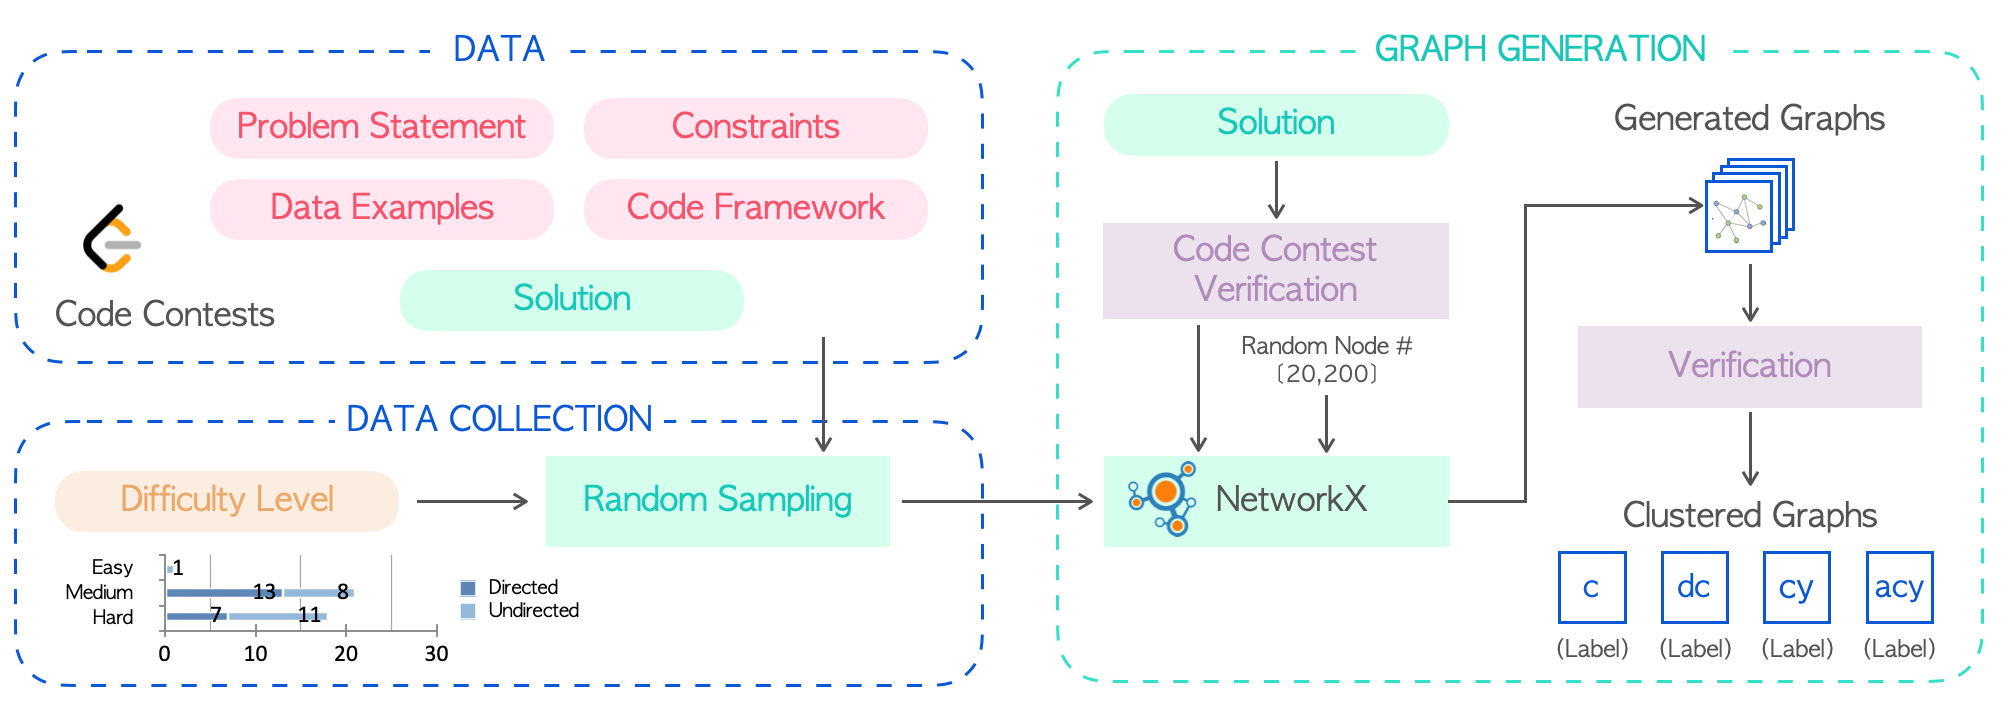 DATA
Problem Statement
Constraints
Data Examples
Code Framework
Solution
Code Contests
DATA COLLECTION
Difficulty Level
Random Sampling
Easy
1
Medium
13
8
Hard
7
11
0
10
20
30
Directed
Undirected
GRAPH GENERATION
Solution
Code Contest
Verification
Random Node #
[20,200]
NetworkX
Generated Graphs
Verification
Clustered Graphs
c
dc
cy
acy
(Label)
(Label)
(Label)
(Label)